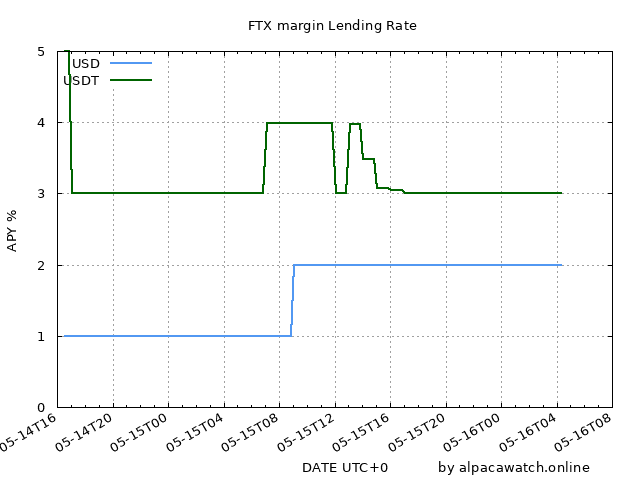 FTX margin Lending Rate
USD
USDT
5
4
3
2
1
0
APY %
05-14T16
05-14T20
05-15T00
05-15T04
05-15T08
05-15T12
05-15T16
05-15T20
05-16T00
05-16T04
05-16T08
DATE UTC+0
by alpacawatch.online